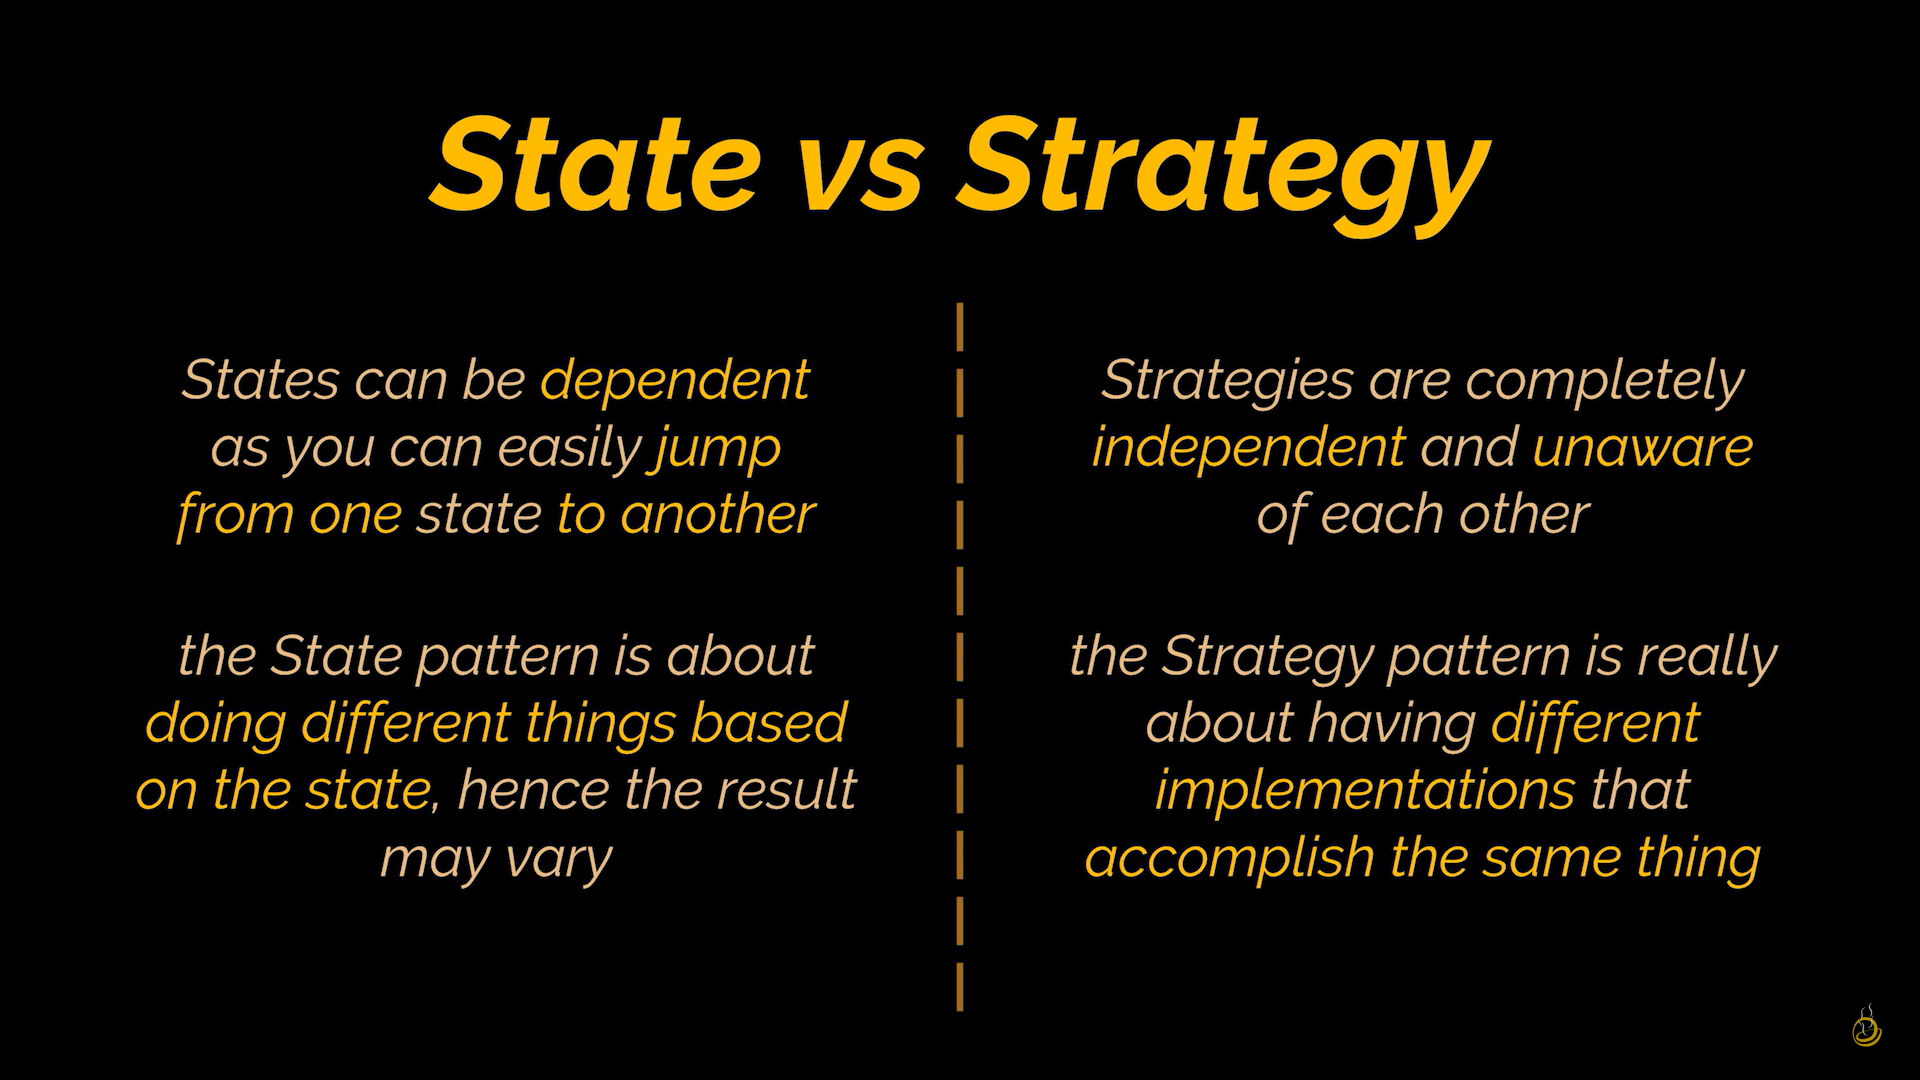 State vs Strategy
States can be dependent
as you can easily jump
from one state to another
the State pattern is about
doing different things based
on the state, hence the result
may vary
Strategies are completely
independent and unaware
of each other
the Strategy pattern is really
about having different
implementations that
accomplish the same thing